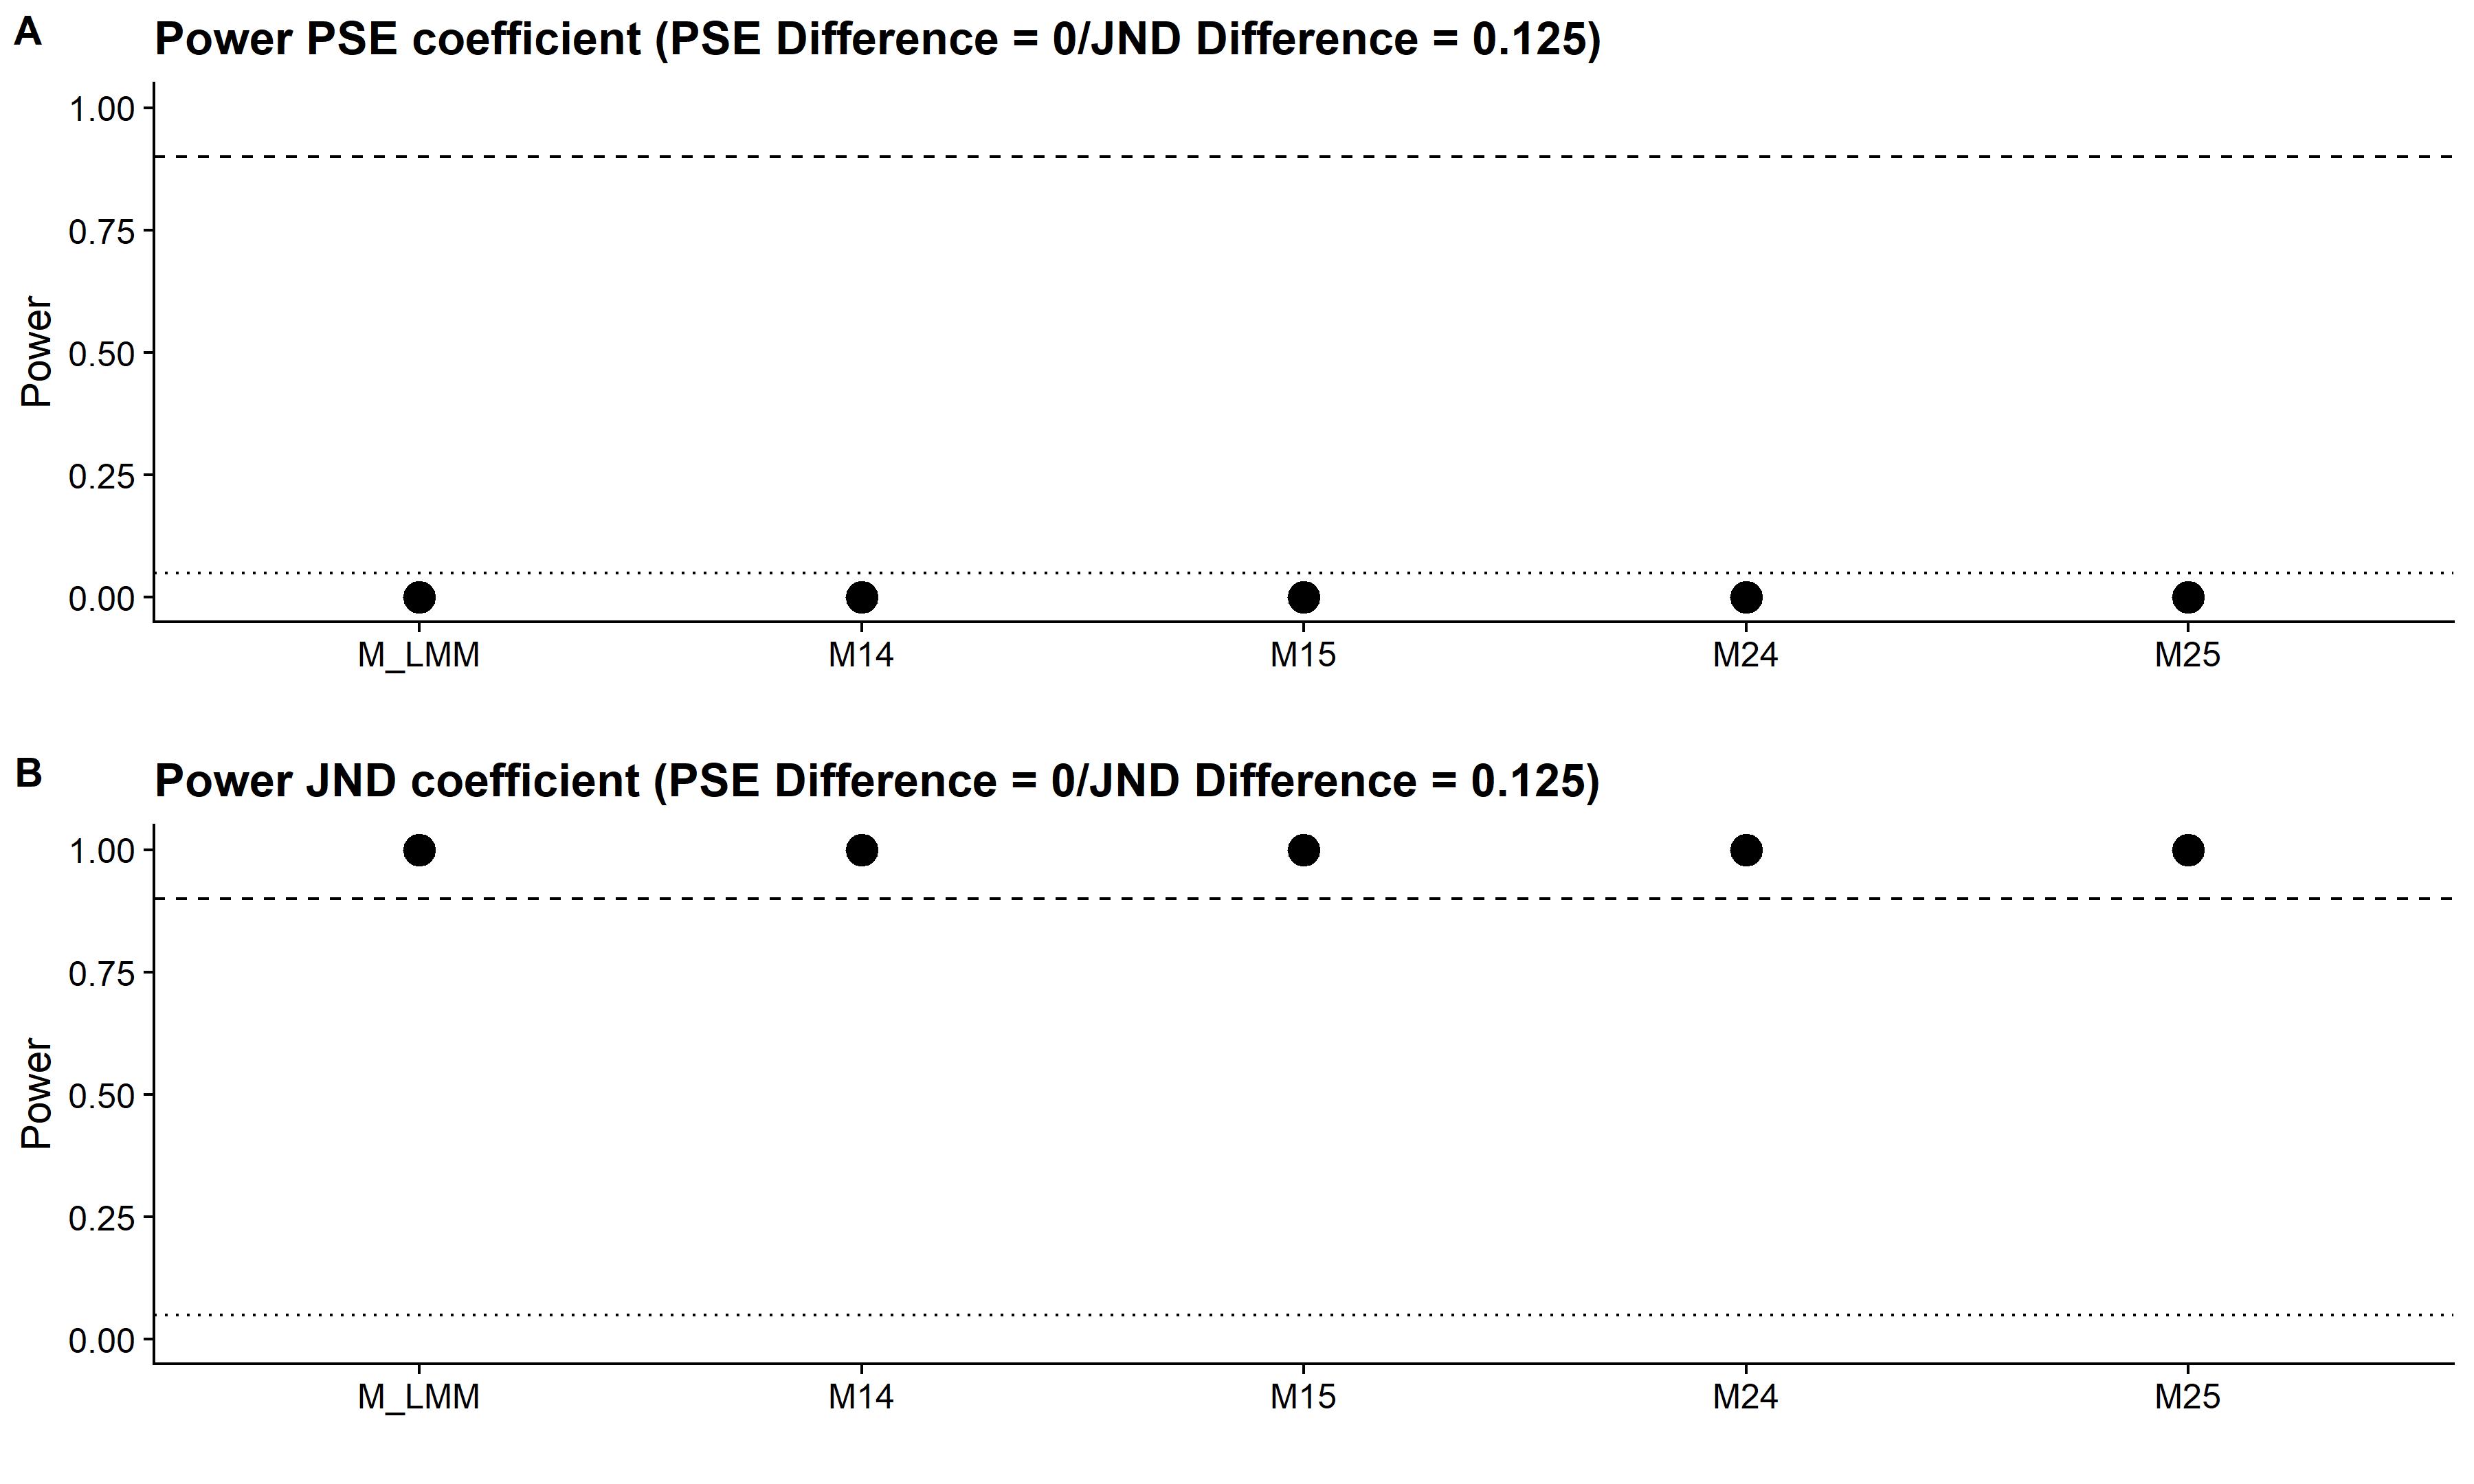 A
Power PSE coefficient (PSE Difference = 0/JND Difference = 0.125)
1.00
0.75
0.50
0.25
0.00
Power
M_LMM M14 M15 M24 M25
B
Power JND coefficient (PSE Difference = 0/JND Difference = 0.125)
1.00
0.75
0.50
0.25
0.00
Power
M_LMM M14 M15 M24 M25